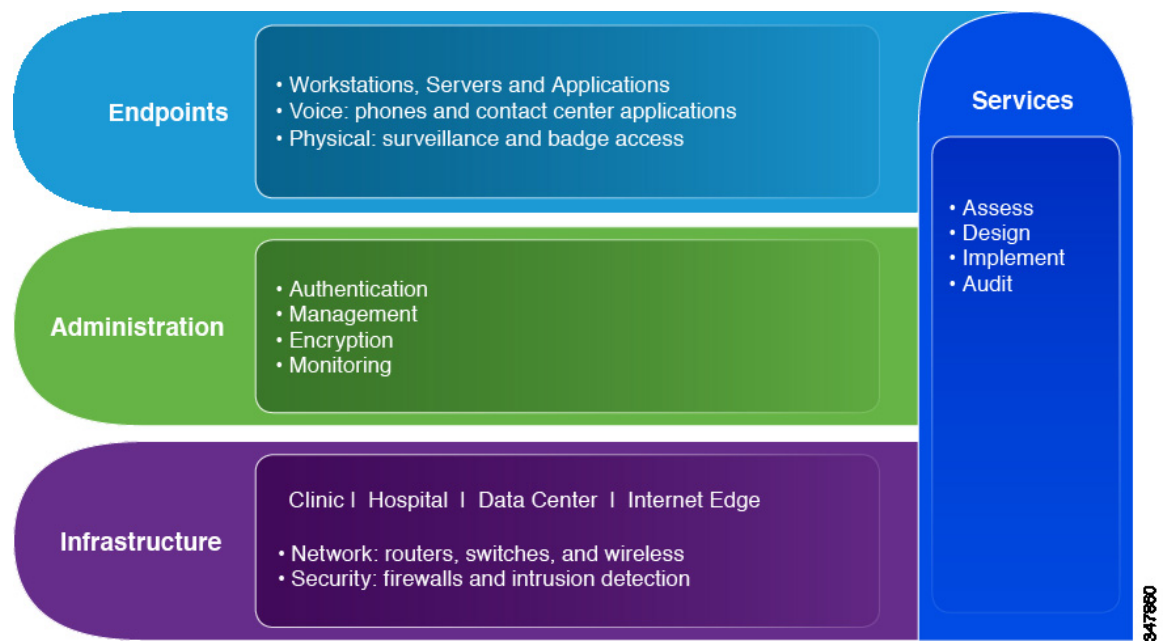 Endpoints
• Workstations, Servers and Applications
• Voice: phones and contact center applications
• Physical: surveillance and badge access
Administration
• Authentication
• Management
• Encryption
• Monitoring
Infrastructure
Clinic I Hospital I Data Center I Internet Edge
• Network: routers, switches, and wireless
• Security: firewalls and intrusion detection
Services
• Assess
• Design
• Implement
• Audit
347860